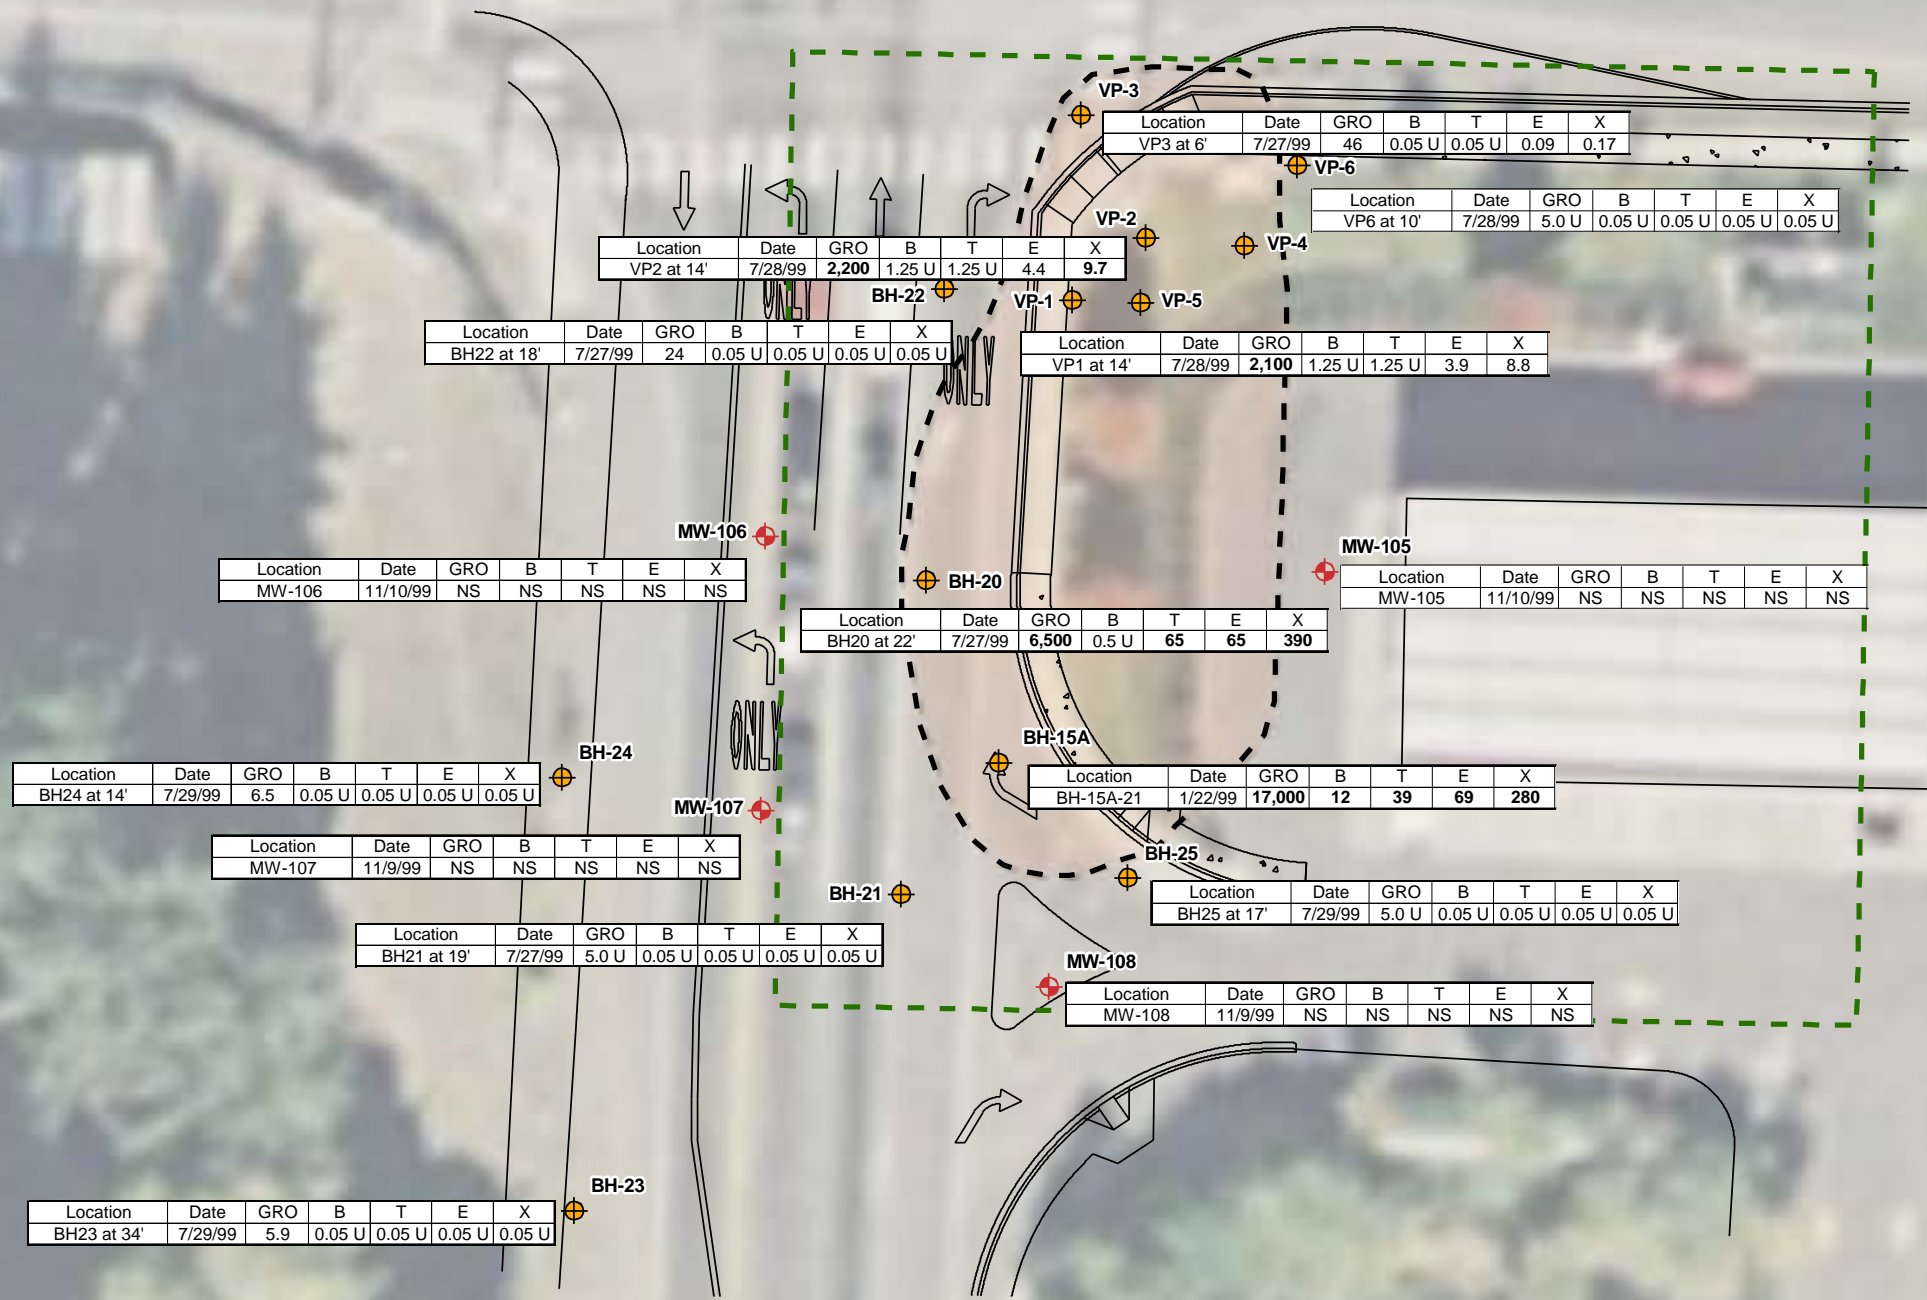 VP-3
Location Date GRO B T E X
VP3 at 6' 7/27/99 46 0.05 U 0.05 U 0.09 0.17
VP-6
Location Date GRO B T E X
VP6 at 10' 7/28/99 5.0 U 0.05 U 0.05 U 0.05 U 0.05 U
VP-2
VP-4
Location Date GRO B T E X
VP2 at 14' 7/28/99 2,200 1.25 U 1.25 U 4.4 9.7
ONLY
BH-22
VP-1
VP-5
Location Date GRO B T E X
BH22 at 18' 7/27/99 24 0.05 U 0.05 U 0.05 U 0.05 U
ONLY
Location Date GRO B T E X
VP1 at 14' 7/28/99 2,100 1.25 U 1.25 U 3.9 8.8
MW-106
Location Date GRO B T E X
MW-106 11/10/99 NS NS NS NS NS
MW-105
Location Date GRO B T E X
MW-105 11/10/99 NS NS NS NS NS
BH-20
Location Date GRO B T E X
BH20 at 22' 7/27/99 6,500 0.5 U 65 65 390
ONLY
BH-15A
Location Date GRO B T E X
BH-15A-21 1/22/99 17,000 12 39 69 280
BH-24
Location Date GRO B T E X
BH24 at 14' 7/29/99 6.5 0.05 U 0.05 U 0.05 U 0.05 U
MW-107
Location Date GRO B T E X
MW-107 11/9/99 NS NS NS NS NS
BH-25
Location Date GRO B T E X
BH25 at 17' 7/29/99 5.0 U 0.05 U 0.05 U 0.05 U 0.05 U
BH-21
Location Date GRO B T E X
BH21 at 19' 7/27/99 5.0 U 0.05 U 0.05 U 0.05 U 0.05 U
MW-108
Location Date GRO B T E X
MW-108 11/9/99 NS NS NS NS NS
BH-23
Location Date GRO B T E X
BH23 at 34' 7/29/99 5.9 0.05 U 0.05 U 0.05 U 0.05 U